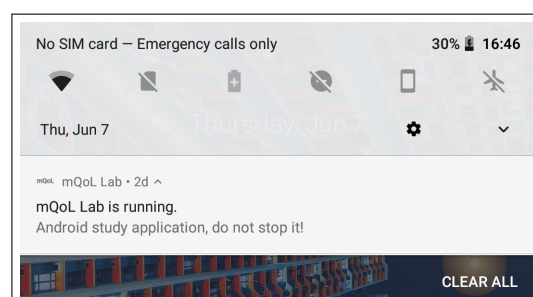 No SIM card — Emergency calls only 30% 16:46
Thursday, Jun 7
Thu, Jun 7
mQoL mQoL Lab • 2d
mQoL Lab is running.
Android study application, do not stop it!
CLEAR ALL